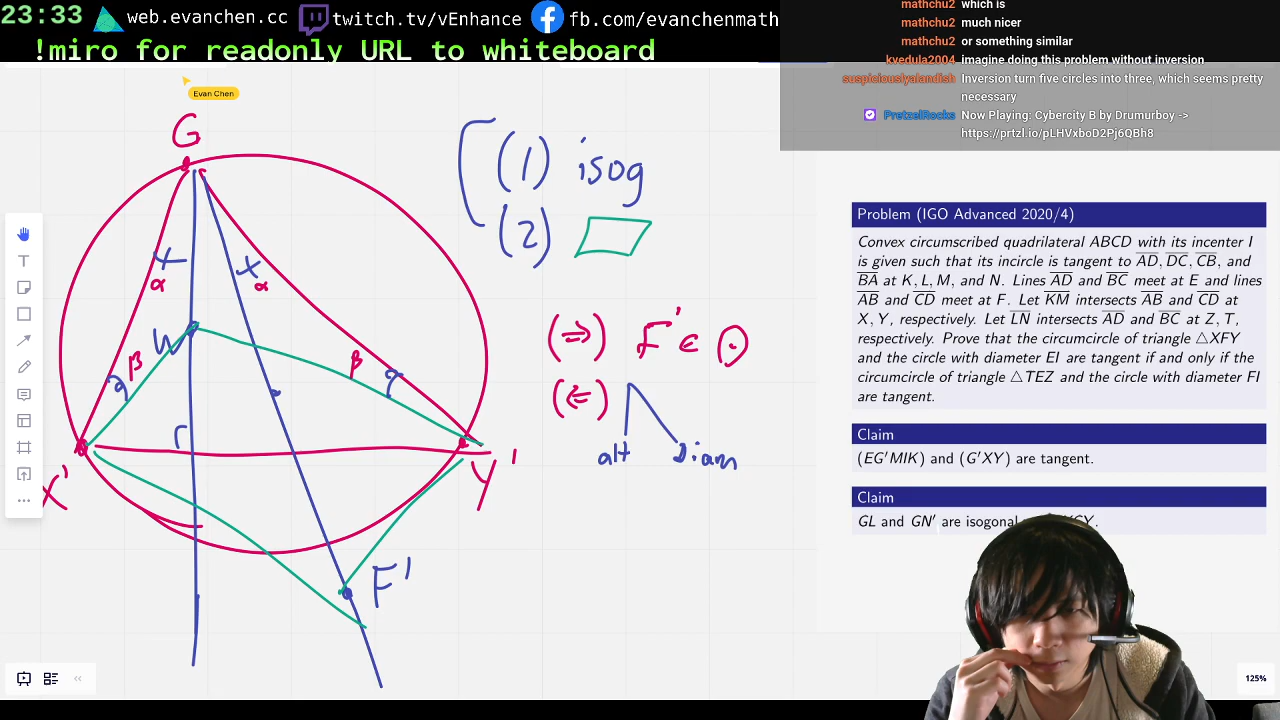 23:33
web.evanchen.cc
twitch.tv/vEnhance
fb.com/evanchenmath
!miro for readonly URL to whiteboard
mathchu2 which is
mathchu2 much nicer
mathchu2 or something similar
kvedula2004 imagine doing this problem without inversion
suspiciouslyalandish Inversion turn five circles into three, which seems pretty
necessary
PretzelRocks Now Playing: Cybercity B by Drumurboy ->
https://prtzl.io/pLHVxboD2Pj6QBh8
Evan Chen
G
(1) isog
(2)
α
α
W
β
β
X'
Y'
F'
(⇒) F' ∈ ⊙
(⇐)
alt
Diam
Problem (IGO Advanced 2020/4)
Convex circumscribed quadrilateral ABCD with its incenter I
is given such that its incircle is tangent to AD, DC, CB, and
BA at K, L, M, and N. Lines AD and BC meet at E and lines
AB and CD meet at F. Let KM intersects AB and CD at
X, Y, respectively. Let LN intersects AD and BC at Z, T,
respectively. Prove that the circumcircle of triangle △XFY
and the circle with diameter EI are tangent if and only if the
circumcircle of triangle △TEZ and the circle with diameter FI
are tangent.
Claim
(EG′MIK) and (G′XY) are tangent.
Claim
GL and GN′ are isogonal
125%